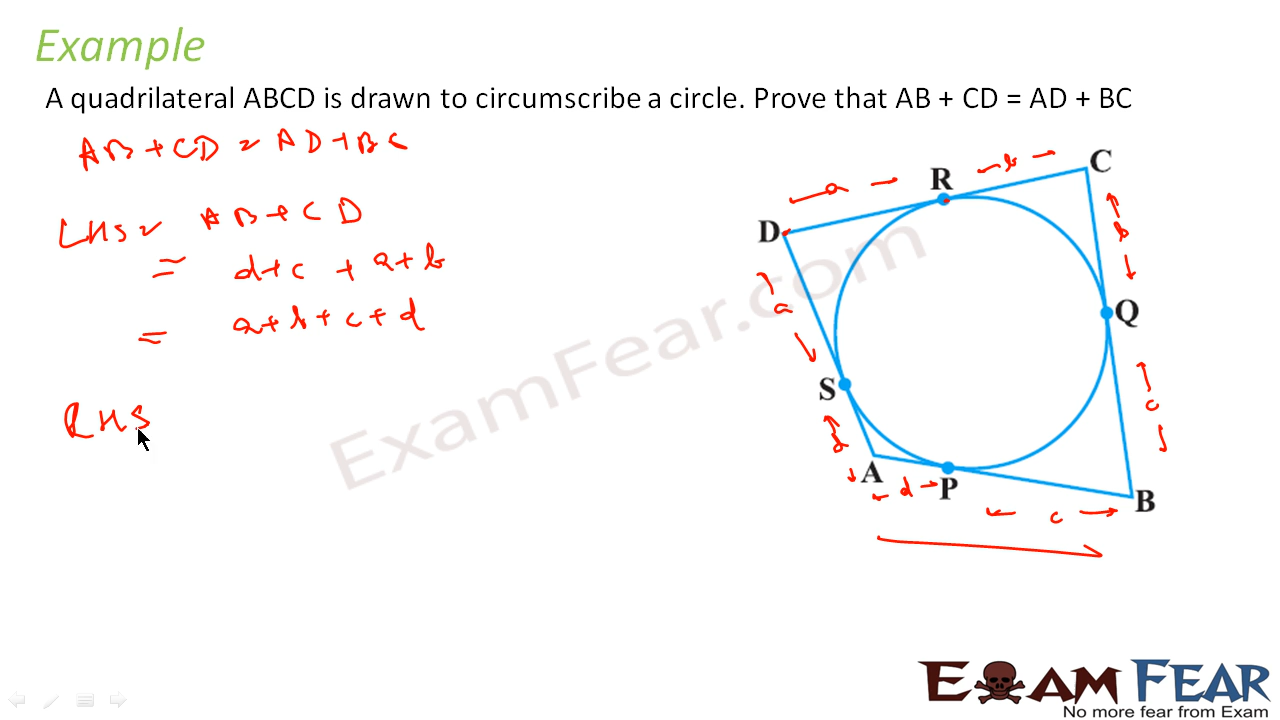 Example
A quadrilateral ABCD is drawn to circumscribe a circle. Prove that AB + CD = AD + BC
AB + CD = AD + BC
LHS = AB + CD
= d + c + a + b
= a + b + c + d
RHS
D
a
R
b
C
b
Q
c
B
c
P
d
A
d
S
a
ExamFear.com
EXAM FEAR
No more fear from Exam